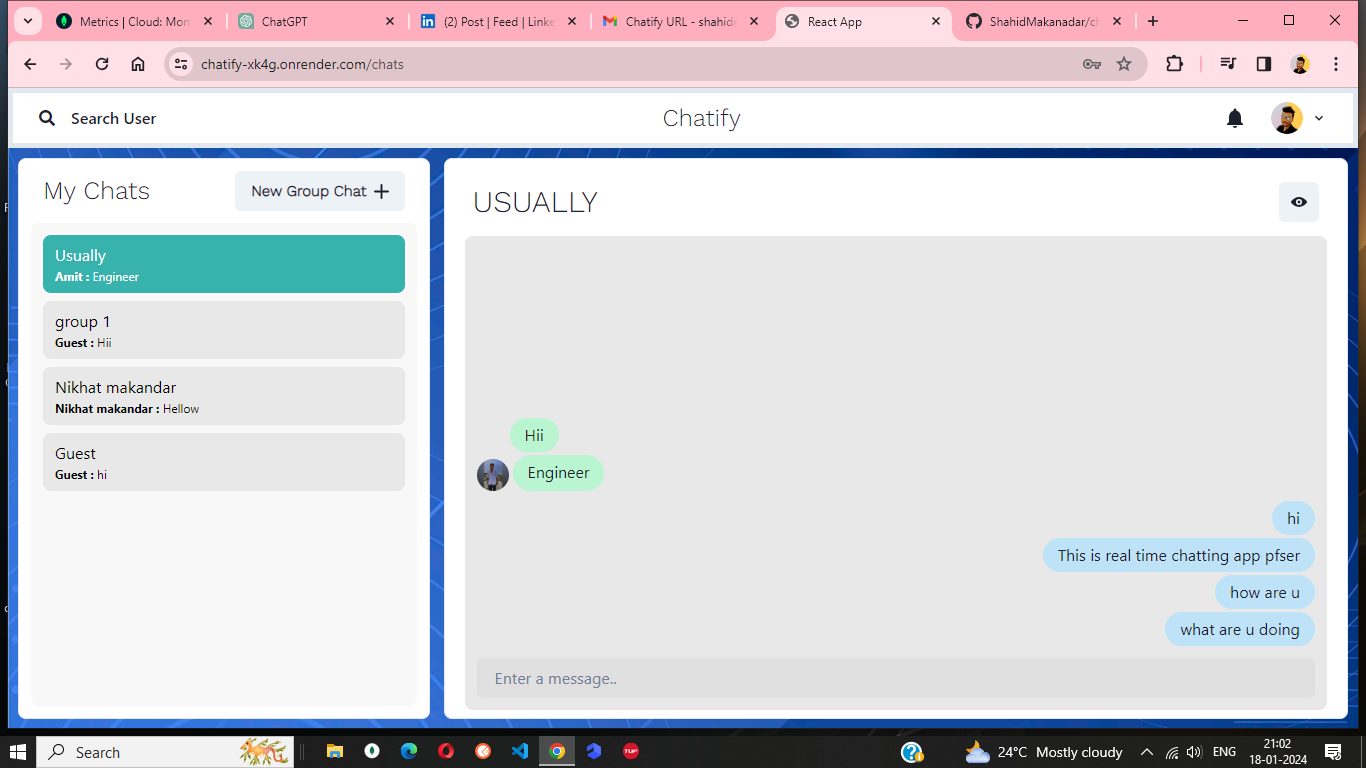 Metrics | Cloud: Mon
ChatGPT
(2) Post | Feed | Linke
Chatify URL - shahidr
React App
ShahidMakanadar/ch
chatify-xk4g.onrender.com/chats
Search User
Chatify
My Chats
New Group Chat +
Usually
Amit : Engineer
group 1
Guest : Hii
Nikhat makandar
Nikhat makandar : Hellow
Guest
Guest : hi
USUALLY
Hii
Engineer
hi
This is real time chatting app pfser
how are u
what are u doing
Enter a message..
Search
TUF
24°C Mostly cloudy
ENG
21:02
18-01-2024